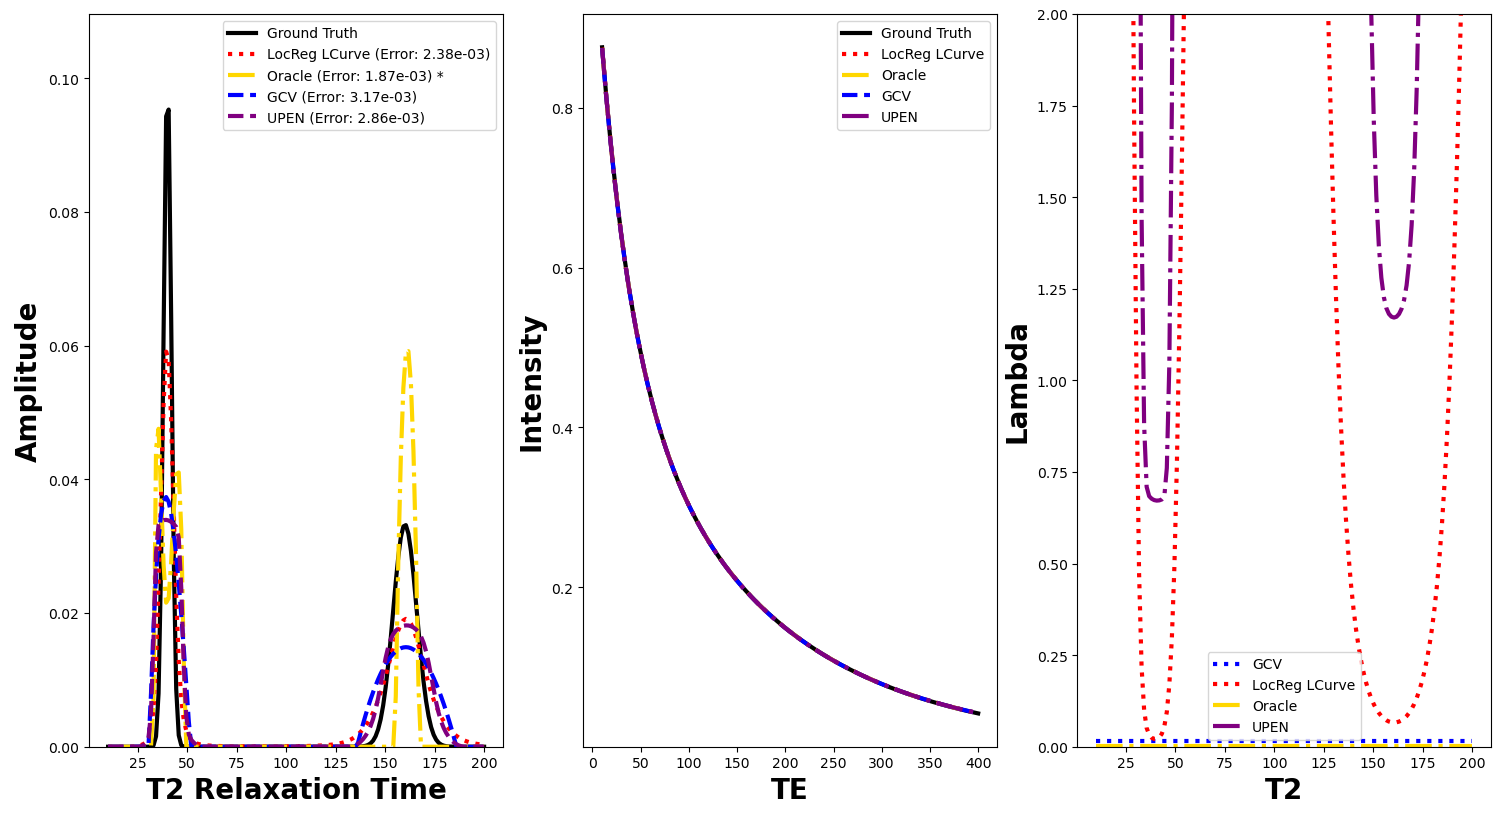 Ground Truth
LocReg LCurve (Error: 2.38e-03)
Oracle (Error: 1.87e-03) *
GCV (Error: 3.17e-03)
UPEN (Error: 2.86e-03)
0.10
0.08
0.06
0.04
0.02
0.00
Amplitude
25 50 75 100 125 150 175 200
T2 Relaxation Time
Ground Truth
LocReg LCurve
Oracle
GCV
UPEN
0.8
0.6
0.4
0.2
Intensity
0 50 100 150 200 250 300 350 400
TE
2.00
1.75
1.50
1.25
1.00
0.75
0.50
0.25
0.00
Lambda
GCV
LocReg LCurve
Oracle
UPEN
25 50 75 100 125 150 175 200
T2